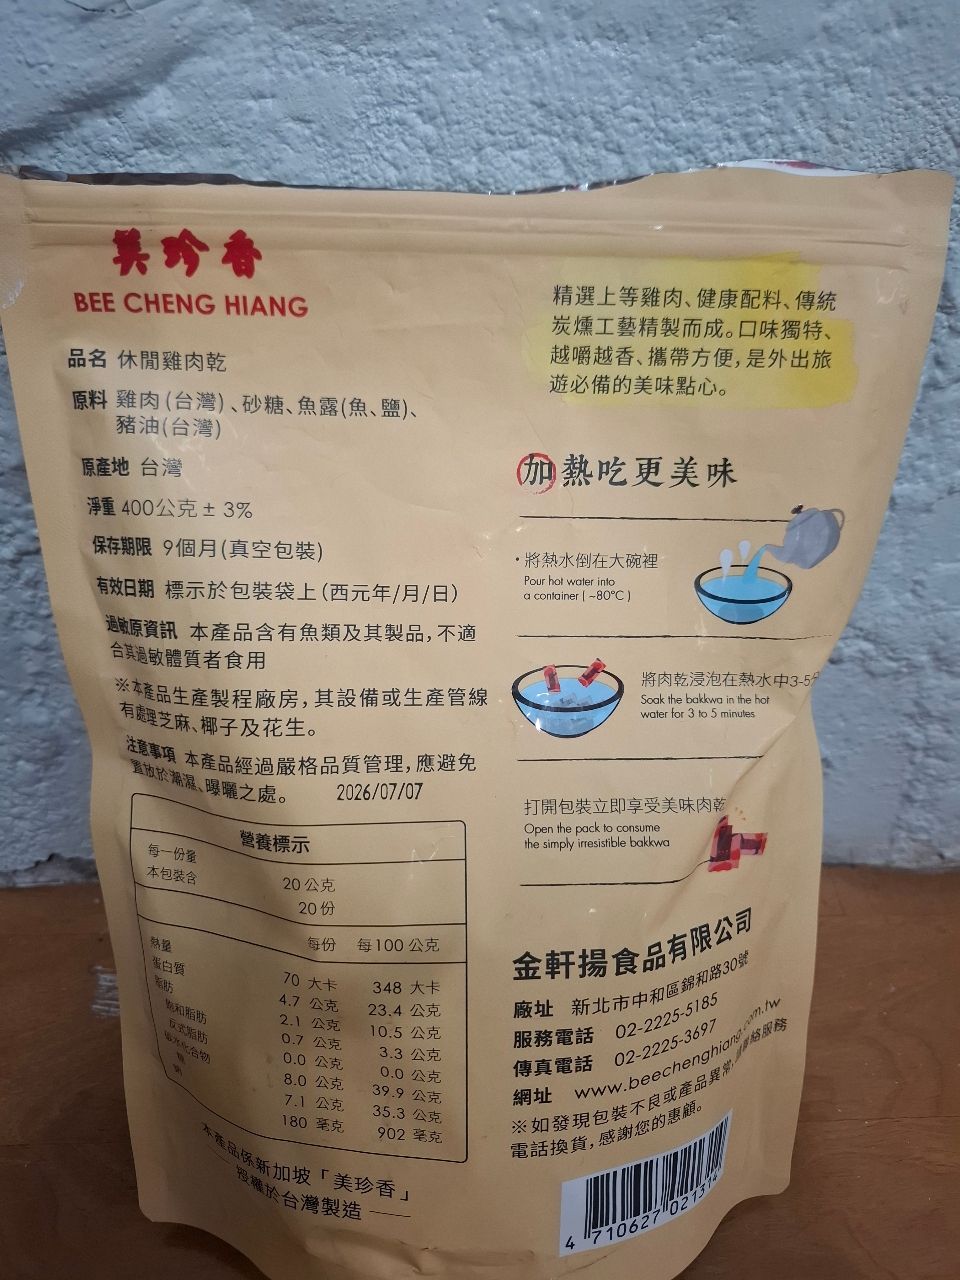 美珍香
BEE CHENG HIANG
品名 休閒雞肉乾
原料 雞肉(台灣)、砂糖、魚露(魚、鹽)、
豬油(台灣)
原產地 台灣
淨重 400公克 ± 3%
保存期限 9個月(真空包裝)
有效日期 標示於包裝袋上(西元年/月/日)
過敏原資訊 本產品含有魚類及其製品,不適
合其過敏體質者食用
※本產品生產製程廠房,其設備或生產管線
有處理芝麻、椰子及花生。
注意事項 本產品經過嚴格品質管理,應避免
置放於潮濕、曝曬之處。
2026/07/07
營養標示
每一份量 20 公克
本包裝含 20 份
每份 每100 公克
熱量 70 大卡 348 大卡
蛋白質 4.7 公克 23.4 公克
脂肪 2.1 公克 10.5 公克
飽和脂肪 0.7 公克 3.3 公克
反式脂肪 0.0 公克 0.0 公克
碳水化合物 8.0 公克 39.9 公克
糖 7.1 公克 35.3 公克
鈉 180 毫克 902 毫克
本產品係新加坡「美珍香」
授權於台灣製造
精選上等雞肉、健康配料、傳統
炭燻工藝精製而成。口味獨特、
越嚼越香、攜帶方便,是外出旅
遊必備的美味點心。
加熱吃更美味
・將熱水倒在大碗裡
Pour hot water into
a container ( ~80°C )
將肉乾浸泡在熱水中3-5分
Soak the bakkwa in the hot
water for 3 to 5 minutes
打開包裝立即享受美味肉乾
Open the pack to consume
the simply irresistible bakkwa
金軒揚食品有限公司
廠址 新北市中和區錦和路30號
服務電話 02-2225-5185
傳真電話 02-2225-3697
網址 www.beechenghiang.com.tw
※如發現包裝不良或產品異常,請聯絡服務
電話換貨,感謝您的惠顧。
4 710627 021314